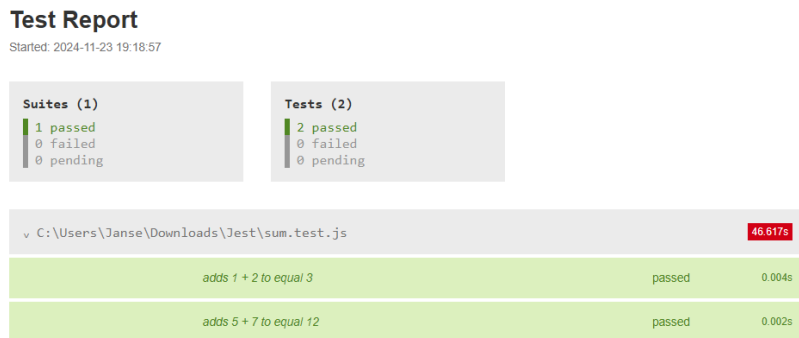 Test Report
Started: 2024-11-23 19:18:57
Suites (1)
1 passed
0 failed
0 pending
Tests (2)
2 passed
0 failed
0 pending
v C:\Users\Janse\Downloads\Jest\sum.test.js 46.617s
adds 1 + 2 to equal 3 passed 0.004s
adds 5 + 7 to equal 12 passed 0.002s